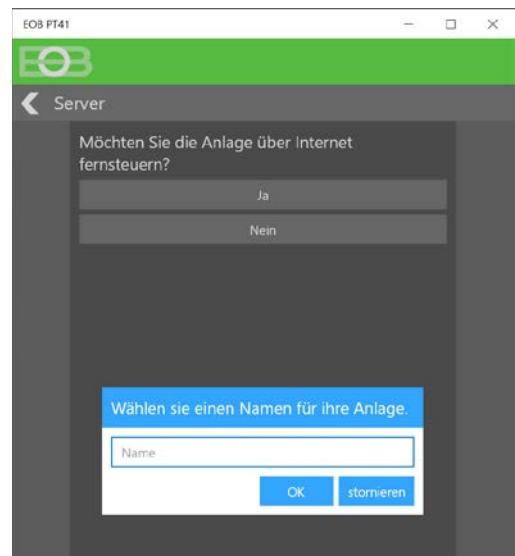 EOB PT41
EOB
Server
Möchten Sie die Anlage über Internet
fernsteuern?
Ja
Nein
Wählen sie einen Namen für ihre Anlage.
Name
OK stornieren